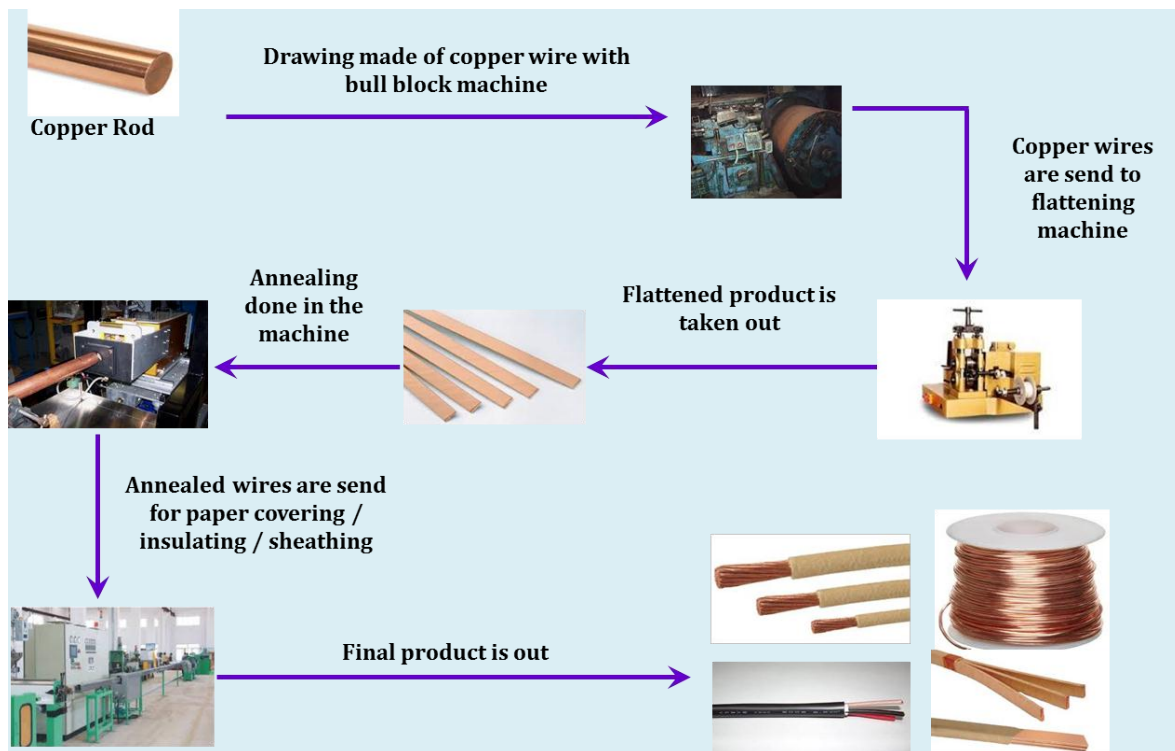 Drawing made of copper wire with
bull block machine
Copper Rod
Copper wires
are send to
flattening
machine
Annealing
done in the
machine
Flattened product is
taken out
Annealed wires are send
for paper covering /
insulating / sheathing
Final product is out